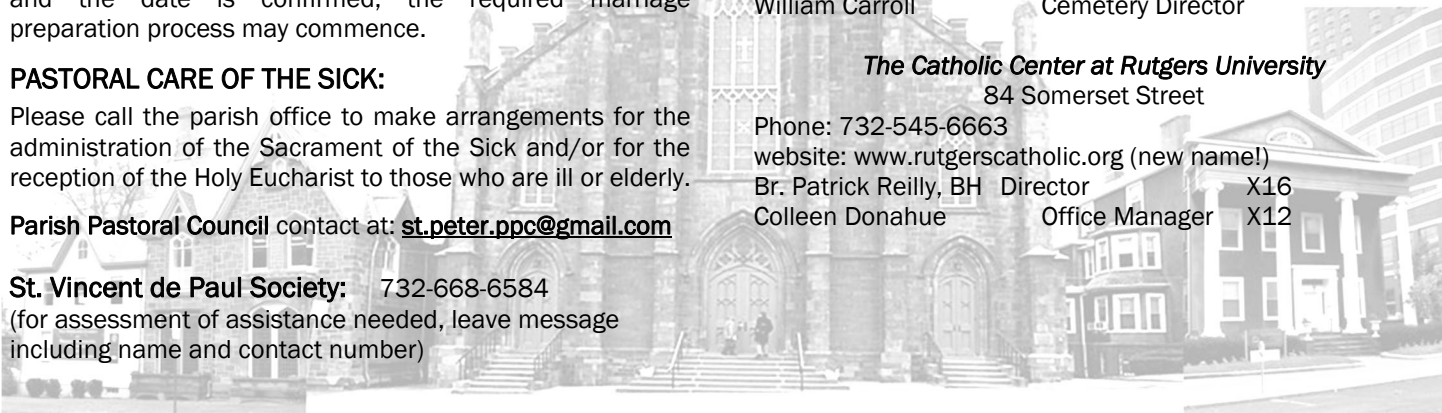 and the date is confirmed, the required marriage
preparation process may commence.
PASTORAL CARE OF THE SICK:
Please call the parish office to make arrangements for the
administration of the Sacrament of the Sick and/or for the
reception of the Holy Eucharist to those who are ill or elderly.
Parish Pastoral Council contact at: st.peter.ppc@gmail.com
St. Vincent de Paul Society: 732-668-6584
(for assessment of assistance needed, leave message
including name and contact number)
William Carroll Cemetery Director
The Catholic Center at Rutgers University
84 Somerset Street
Phone: 732-545-6663
website: www.rutgerscatholic.org (new name!)
Br. Patrick Reilly, BH Director X16
Colleen Donahue Office Manager X12